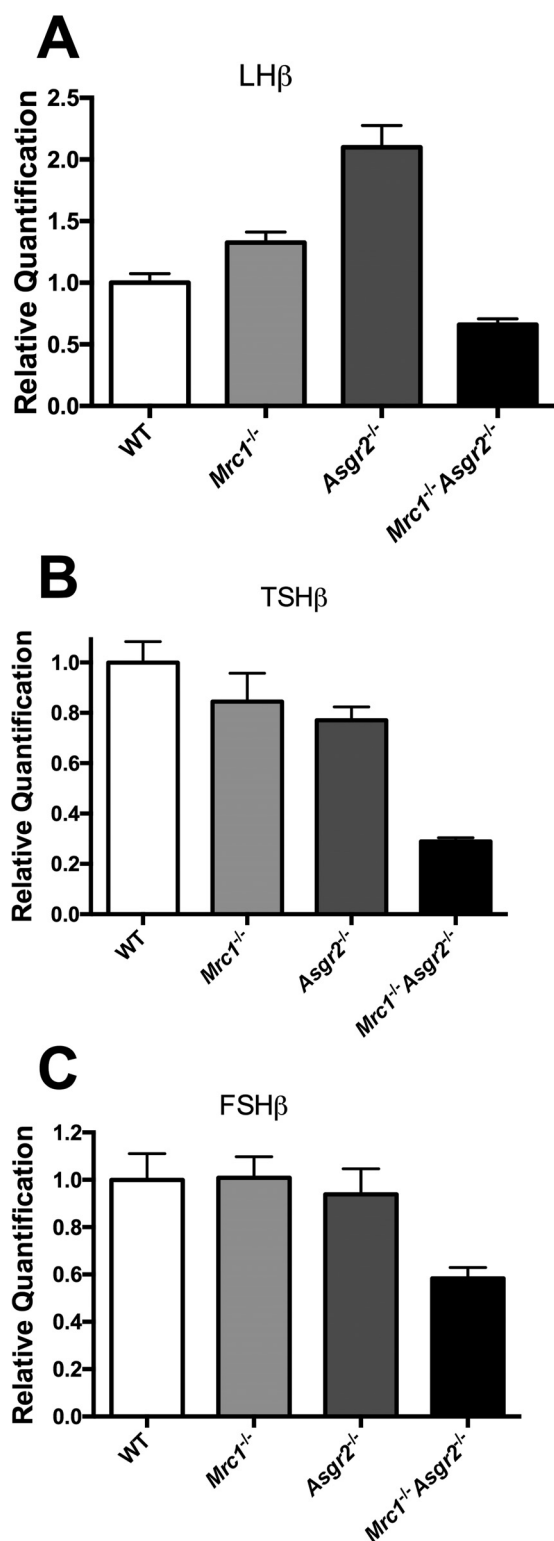 A
LHβ
Relative Quantification
2.5
2.0
1.5
1.0
0.5
0.0
WT
Mrc1-/-
Asgr2-/-
Mrc1-/- Asgr2-/-
B
TSHβ
Relative Quantification
1.0
0.8
0.6
0.4
0.2
0.0
WT
Mrc1-/-
Asgr2-/-
Mrc1-/- Asgr2-/-
C
FSHβ
Relative Quantification
1.2
1.0
0.8
0.6
0.4
0.2
0.0
WT
Mrc1-/-
Asgr2-/-
Mrc1-/- Asgr2-/-